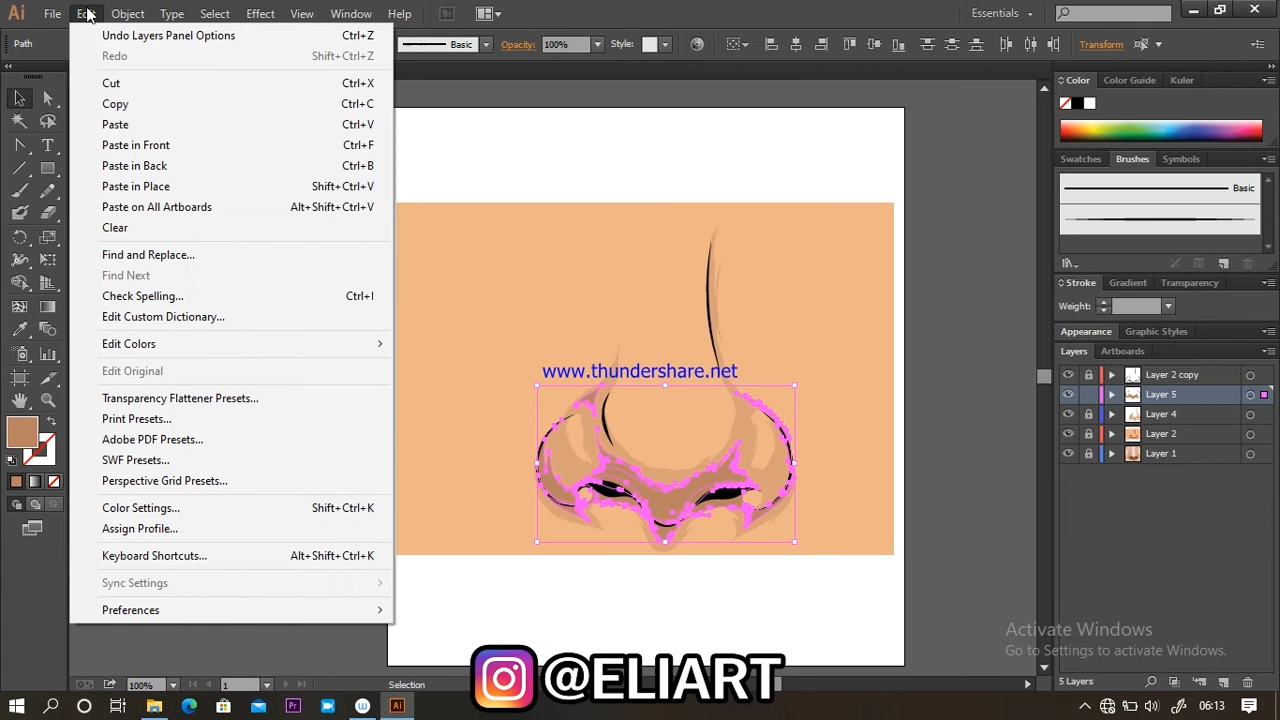 Ai File Edit Object Type Select Effect View Window Help Br Essentials
Path Basic Opacity: 100% Style: Transform
Undo Layers Panel Options Ctrl+Z
Redo Shift+Ctrl+Z
Cut Ctrl+X
Copy Ctrl+C
Paste Ctrl+V
Paste in Front Ctrl+F
Paste in Back Ctrl+B
Paste in Place Shift+Ctrl+V
Paste on All Artboards Alt+Shift+Ctrl+V
Clear
Find and Replace...
Find Next
Check Spelling... Ctrl+I
Edit Custom Dictionary...
Edit Colors
Edit Original
Transparency Flattener Presets...
Print Presets...
Adobe PDF Presets...
SWF Presets...
Perspective Grid Presets...
Color Settings... Shift+Ctrl+K
Assign Profile...
Keyboard Shortcuts... Alt+Shift+Ctrl+K
Sync Settings
Preferences
www.thundershare.net
Color Color Guide Kuler
Swatches Brushes Symbols
Basic
Stroke Gradient Transparency
Weight:
Appearance Graphic Styles
Layers Artboards
Layer 2 copy
Layer 5
Layer 4
Layer 2
Layer 1
Activate Windows
Go to Settings to activate Windows.
5 Layers
100% 1 Selection
@ELIART
Pr W Ai 06:13